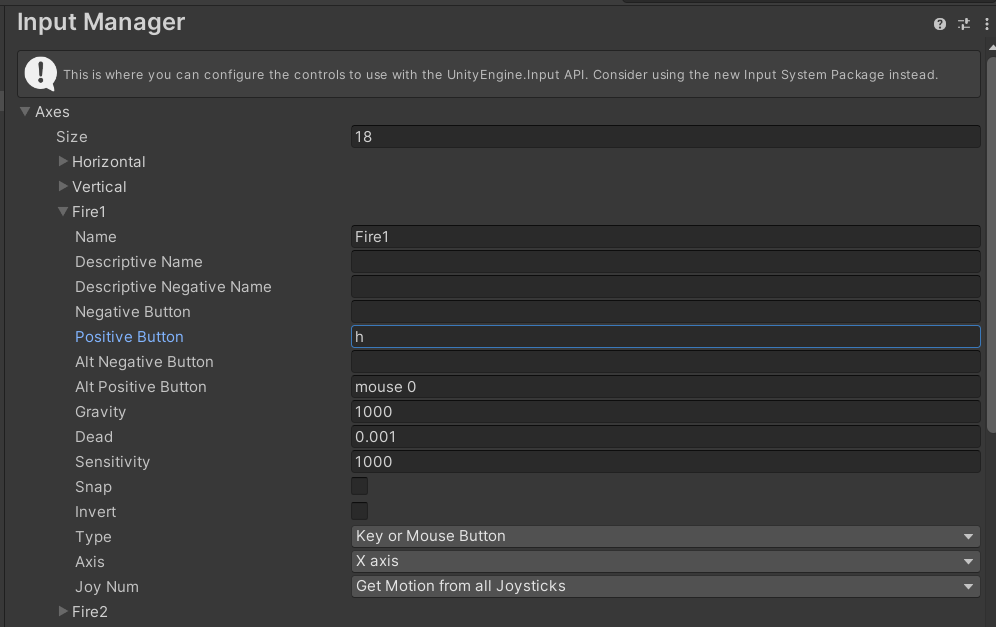 Input Manager
This is where you can configure the controls to use with the UnityEngine.Input API. Consider using the new Input System Package instead.
Axes
Size 18
Horizontal
Vertical
Fire1
Name Fire1
Descriptive Name
Descriptive Negative Name
Negative Button
Positive Button h
Alt Negative Button
Alt Positive Button mouse 0
Gravity 1000
Dead 0.001
Sensitivity 1000
Snap
Invert
Type Key or Mouse Button
Axis X axis
Joy Num Get Motion from all Joysticks
Fire2